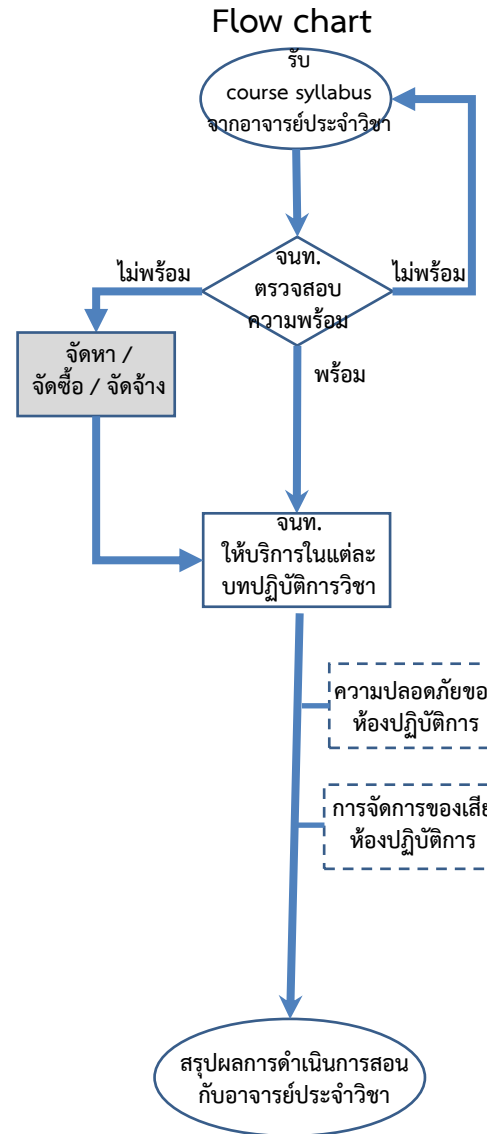 Flow chart
รับ
course syllabus
จากอาจารย์ประจำวิชา
จนท.
ตรวจสอบ
ความพร้อม
ไม่พร้อม
ไม่พร้อม
จัดหา /
จัดซื้อ / จัดจ้าง
พร้อม
จนท.
ให้บริการในแต่ละ
บทปฏิบัติการวิชา
ความปลอดภัยขอ
ห้องปฏิบัติการ
การจัดการของเสีย
ห้องปฏิบัติการ
สรุปผลการดำเนินการสอน
กับอาจารย์ประจำวิชา